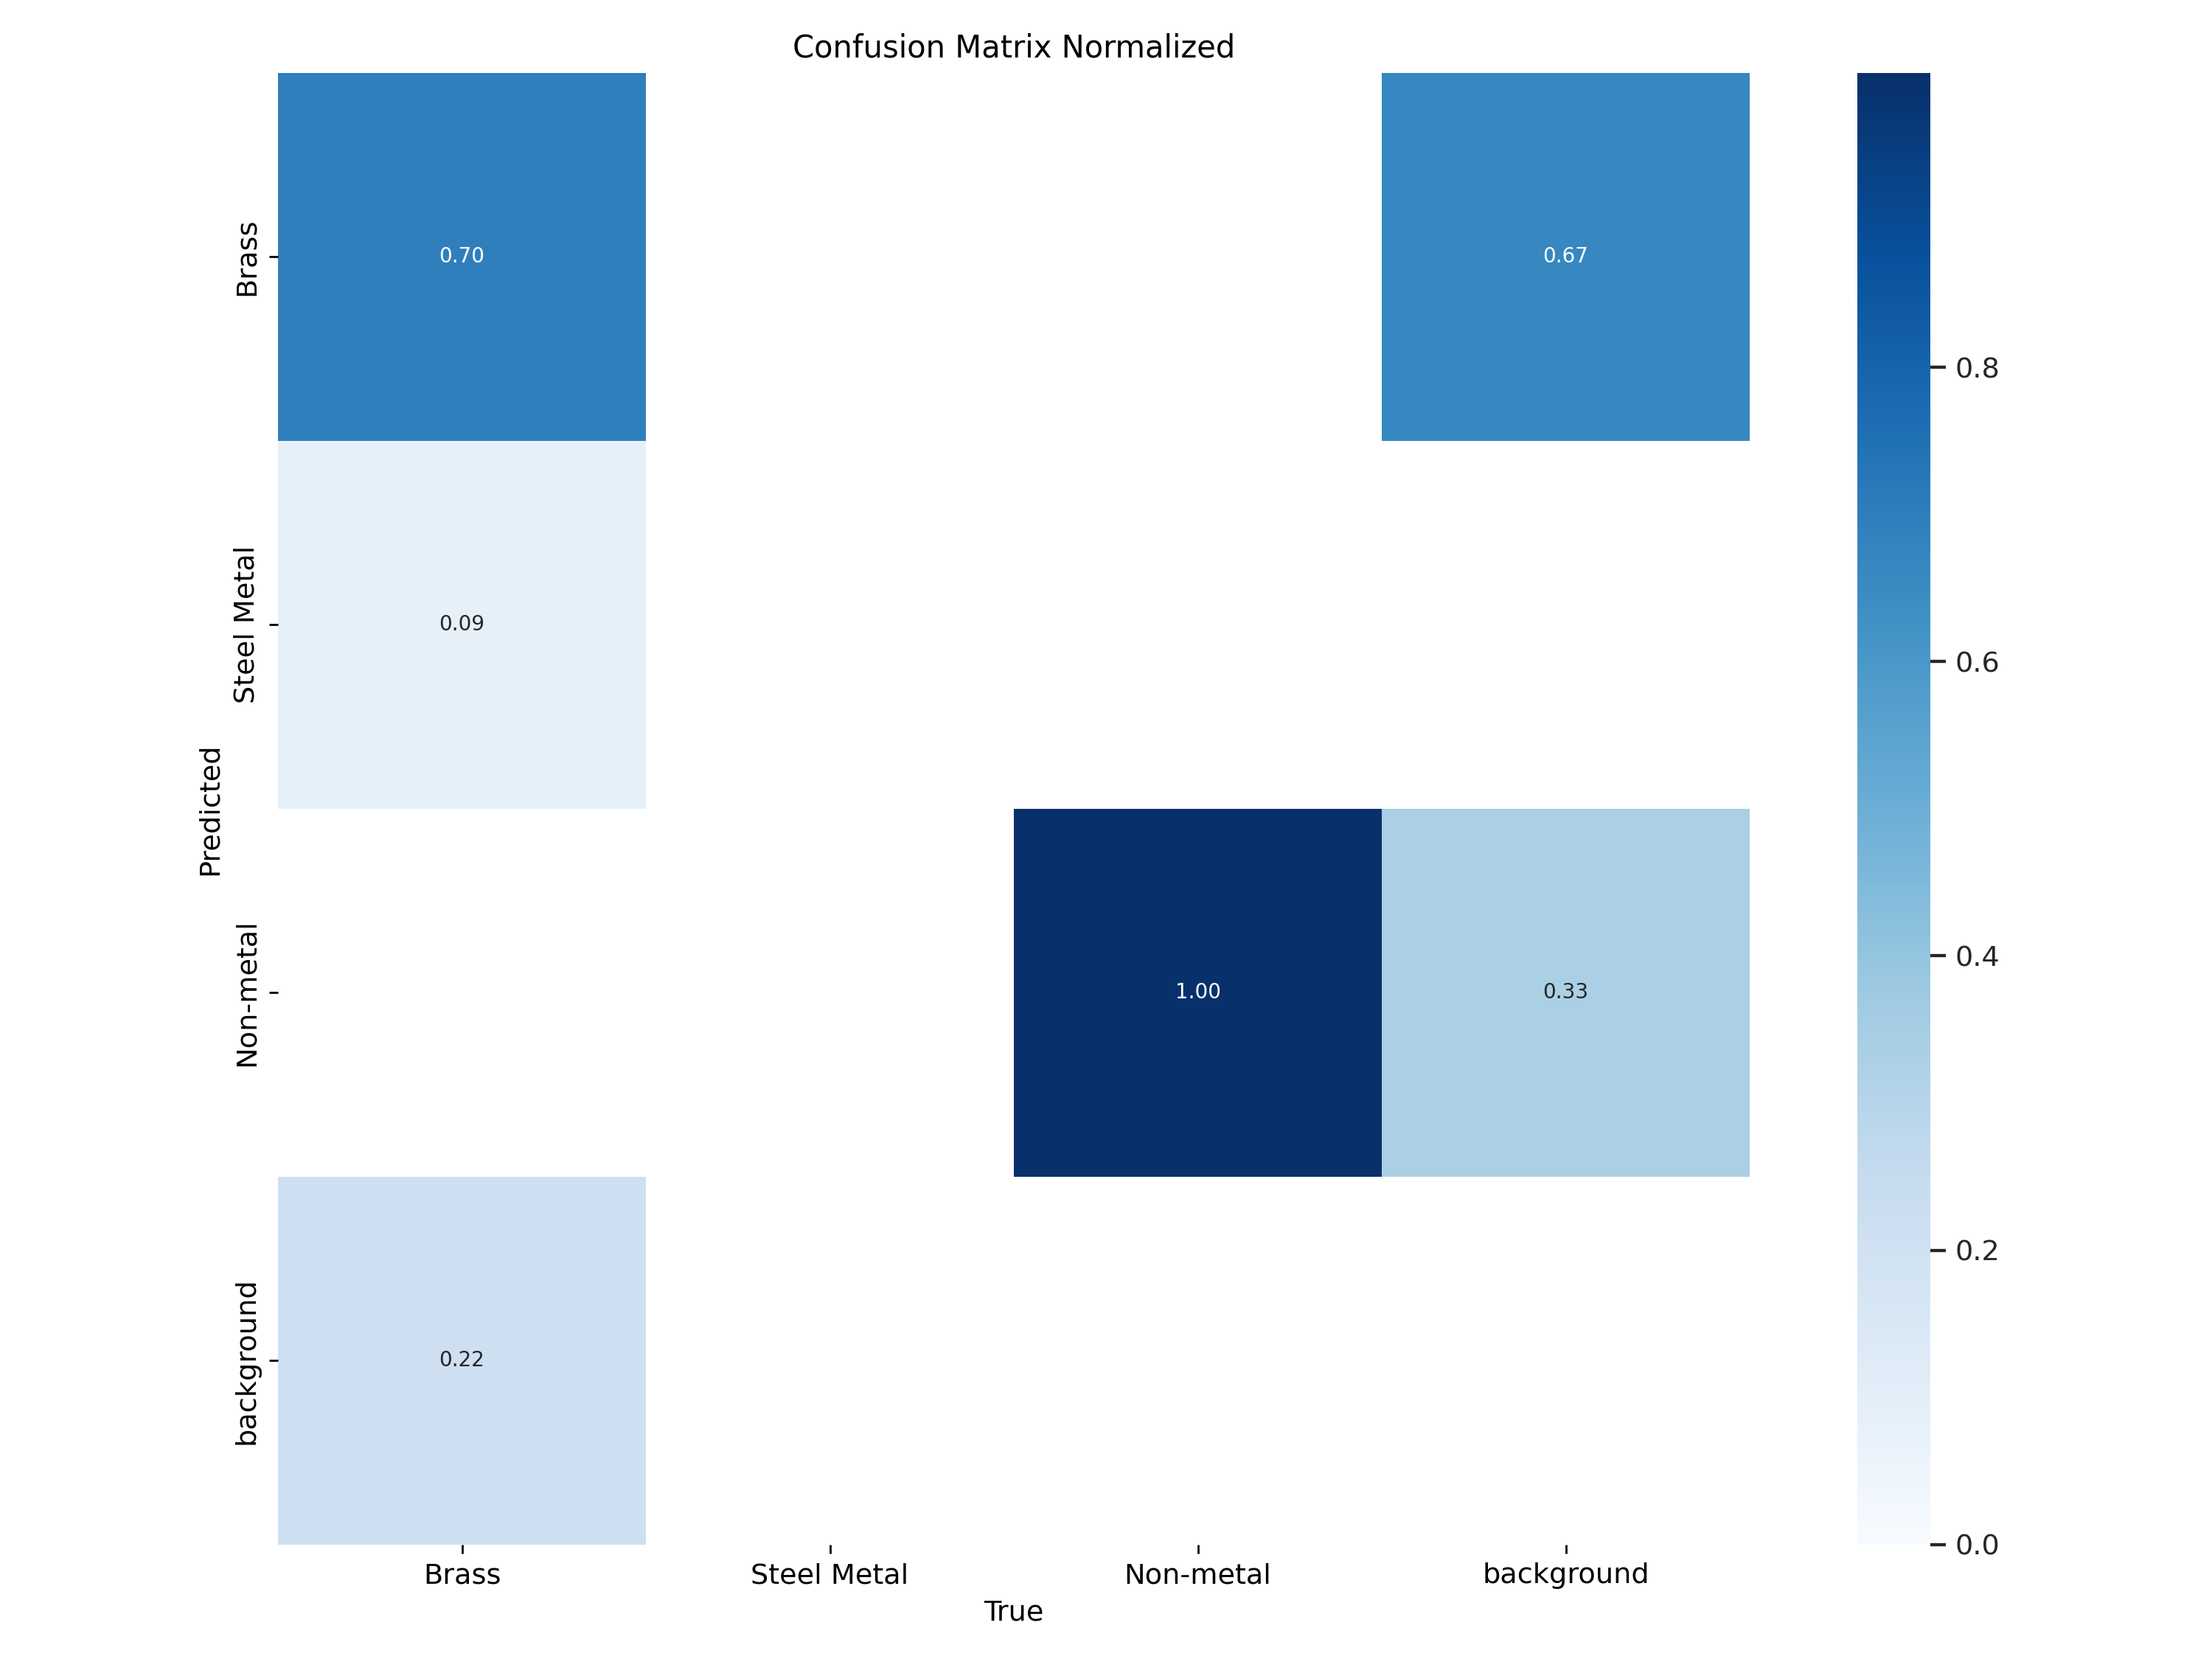 Confusion Matrix Normalized
Predicted
Brass
Steel Metal
Non-metal
background
0.70
0.67
0.09
1.00
0.33
0.22
Brass
Steel Metal
Non-metal
background
True
0.8
0.6
0.4
0.2
0.0